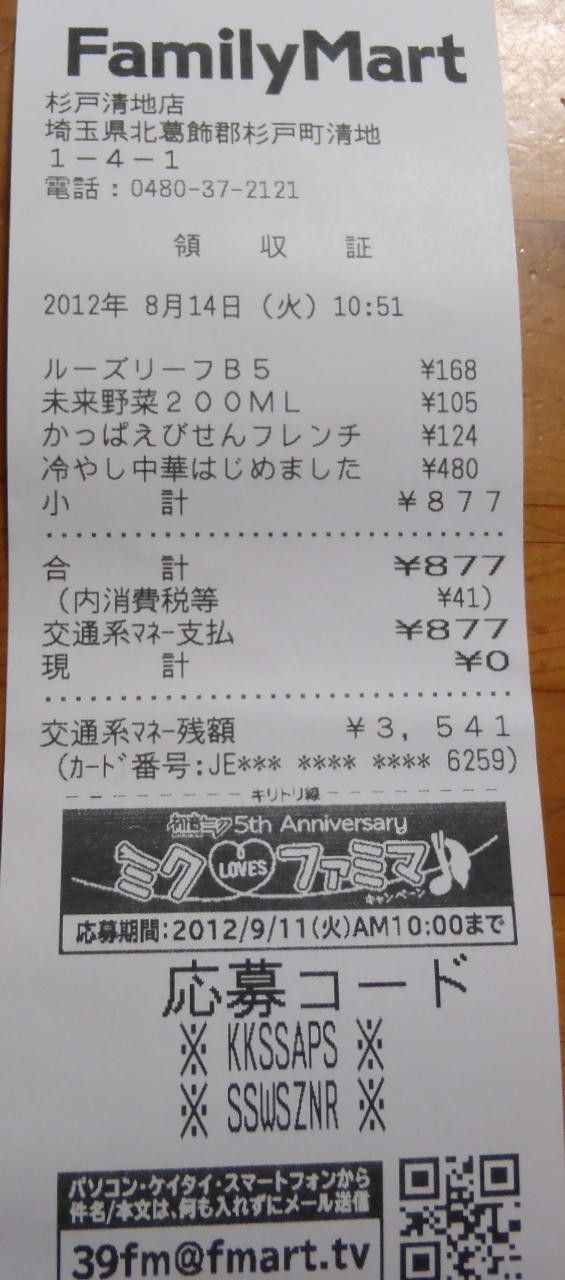 FamilyMart
杉戸清地店
埼玉県北葛飾郡杉戸町清地
１－４－１
電話：0480-37-2121
領 収 証
2012年 8月14日（火）10:51
ルーズリーフＢ５ ¥168
未来野菜２００ＭＬ ¥105
かっぱえびせんフレンチ ¥124
冷やし中華はじめました ¥480
小 計 ￥８７７
合 計 ¥877
（内消費税等 ¥41）
交通系ﾏﾈｰ支払 ¥877
現 計 ¥0
交通系ﾏﾈｰ残額 ￥３，５４１
(ｶｰﾄﾞ番号:JE*** **** **** 6259)
キリトリ線
初音ミク 5th Anniversary
ミク LOVES ファミマ
キャンペーン
応募期間:2012/9/11(火)AM10:00まで
応募コード
※ KKSSAPS ※
※ SSWSZNR ※
パソコン・ケイタイ・スマートフォンから
件名/本文は、何も入れずにメール送信
39fm@fmart.tv